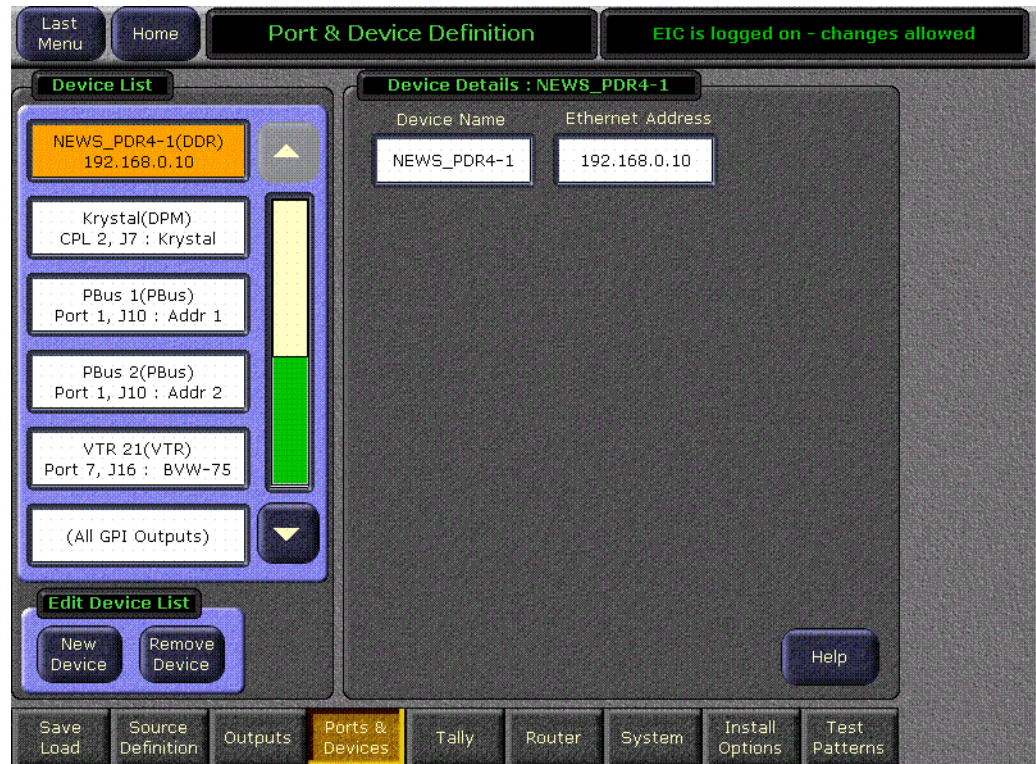 Last
Menu
Home
Port & Device Definition
EIC is logged on - changes allowed
Device List
NEWS_PDR4-1(DDR)
192.168.0.10
Krystal(DPM)
CPL 2, J7 : Krystal
PBus 1(PBus)
Port 1, J10 : Addr 1
PBus 2(PBus)
Port 1, J10 : Addr 2
VTR 21(VTR)
Port 7, J16 : BVW-75
(All GPI Outputs)
Edit Device List
New
Device
Remove
Device
Device Details : NEWS_PDR4-1
Device Name
Ethernet Address
NEWS_PDR4-1
192.168.0.10
Help
Save
Load
Source
Definition
Outputs
Ports &
Devices
Tally
Router
System
Install
Options
Test
Patterns